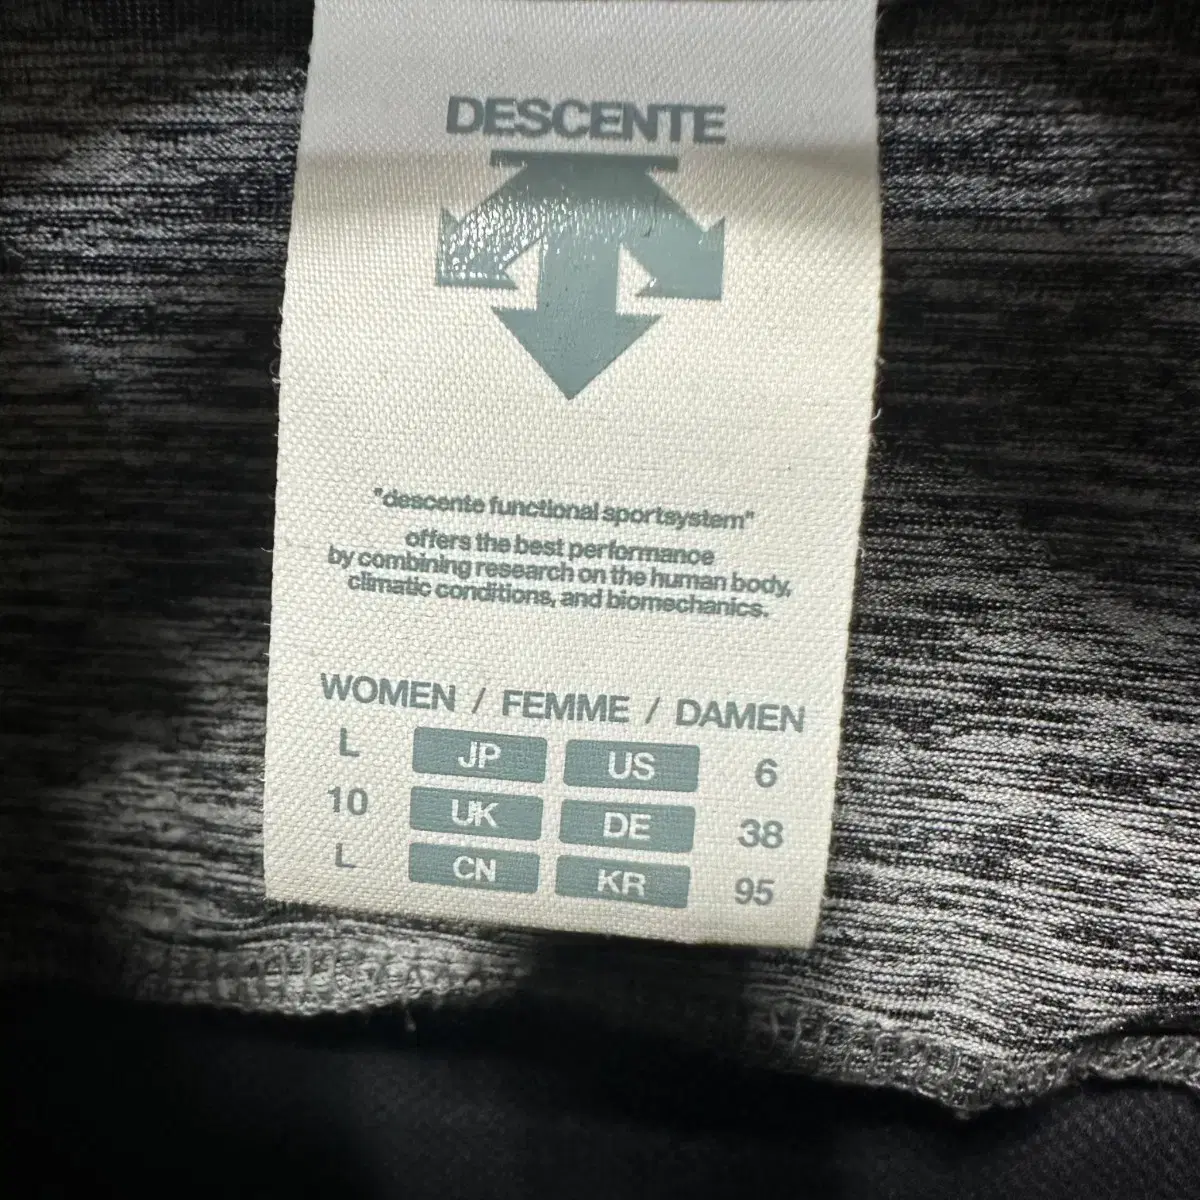 DESCENTE
"descente functional sportsystem"
offers the best performance
by combining research on the human body,
climatic conditions, and biomechanics.
WOMEN / FEMME / DAMEN
L JP US 6
10 UK DE 38
L CN KR 95